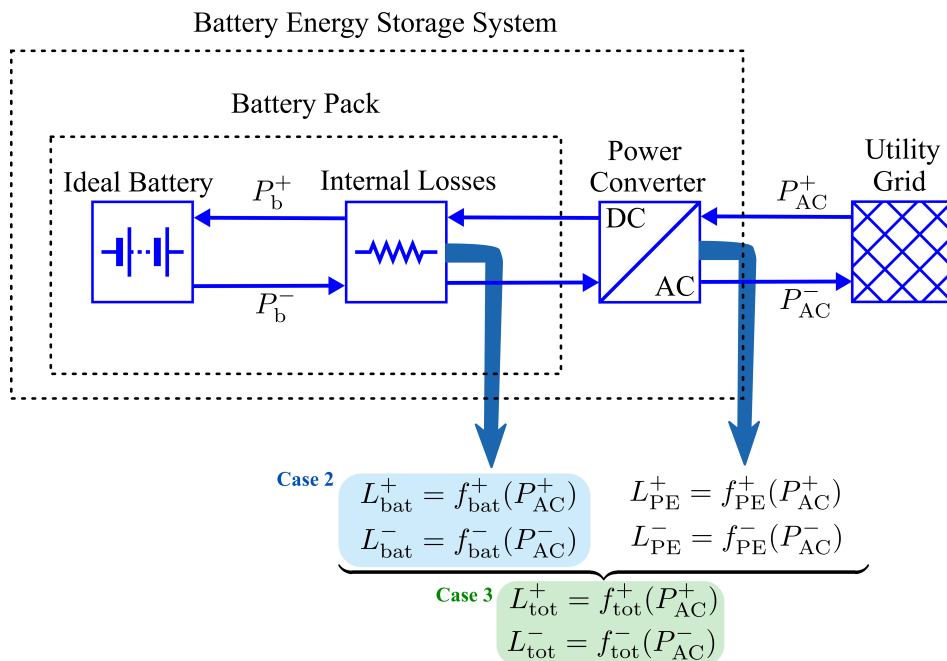 Battery Energy Storage System
Battery Pack
Ideal Battery
Internal Losses
Power
Converter
Utility
Grid
P_b^+
P_AC^+
DC
AC
P_b^-
P_AC^-
Case 2
L_bat^+ = f_bat^+(P_AC^+)
L_bat^- = f_bat^-(P_AC^-)
L_PE^+ = f_PE^+(P_AC^+)
L_PE^- = f_PE^-(P_AC^-)
Case 3
L_tot^+ = f_tot^+(P_AC^+)
L_tot^- = f_tot^-(P_AC^-)